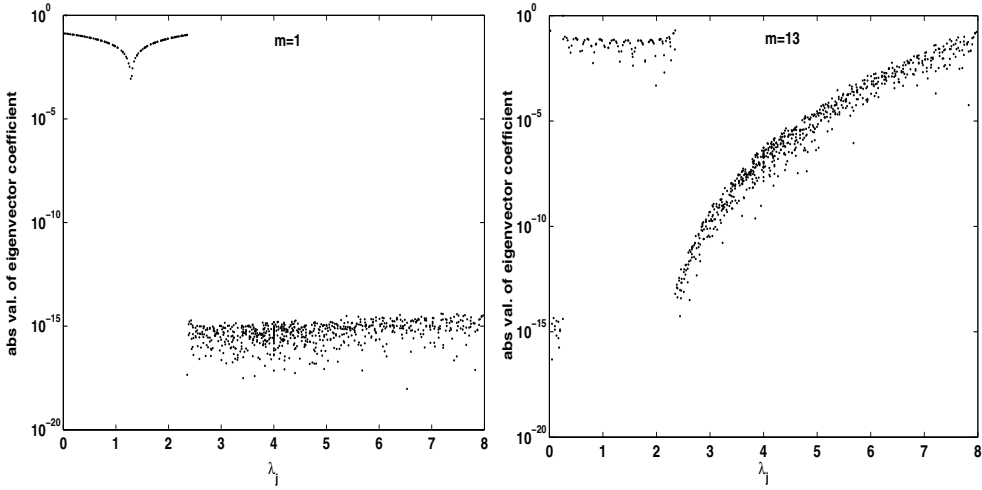 10^0
10^-5
10^-10
10^-15
10^-20
abs val. of eigenvector coefficient
m=1
0 1 2 3 4 5 6 7 8
λ_j
10^0
10^-5
10^-10
10^-15
10^-20
abs val. of eigenvector coefficient
m=13
0 1 2 3 4 5 6 7 8
λ_j